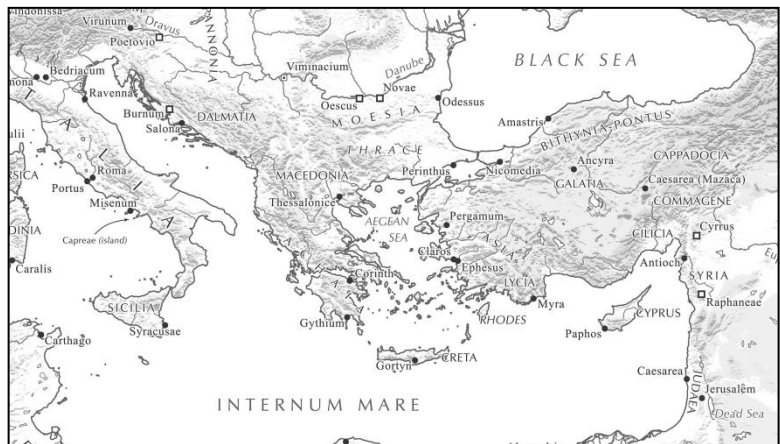 Vindonissa
Virunum
Dravus
Poetovio
PANNONIA
Bedriacum
Viminacium
Danube
BLACK SEA
Ravenna
Novae
Oescus
Odessus
Burnum
DALMATIA
MOESIA
Salona
Amastris
BITHYNIA-PONTUS
ITALIA
THRACE
Roma
Perinthus
Nicomedia
Ancyra
CAPPADOCIA
Portus
MACEDONIA
GALATIA
Caesarea (Mazaca)
Misenum
Thessalonice
COMMAGENE
Capreae (island)
AEGEAN
SEA
Pergamum
CILICIA
Cyrrus
ASIA
Claros
Ephesus
Antioch
Caralis
Corinth
LYCIA
SYRIA
SICILIA
Myra
Raphaneae
Syracusae
Gythium
RHODES
CYPRUS
Carthago
Paphos
Gortyn
CRETA
Caesarea
JUDAEA
Jerusalem
INTERNUM MARE
Dead Sea